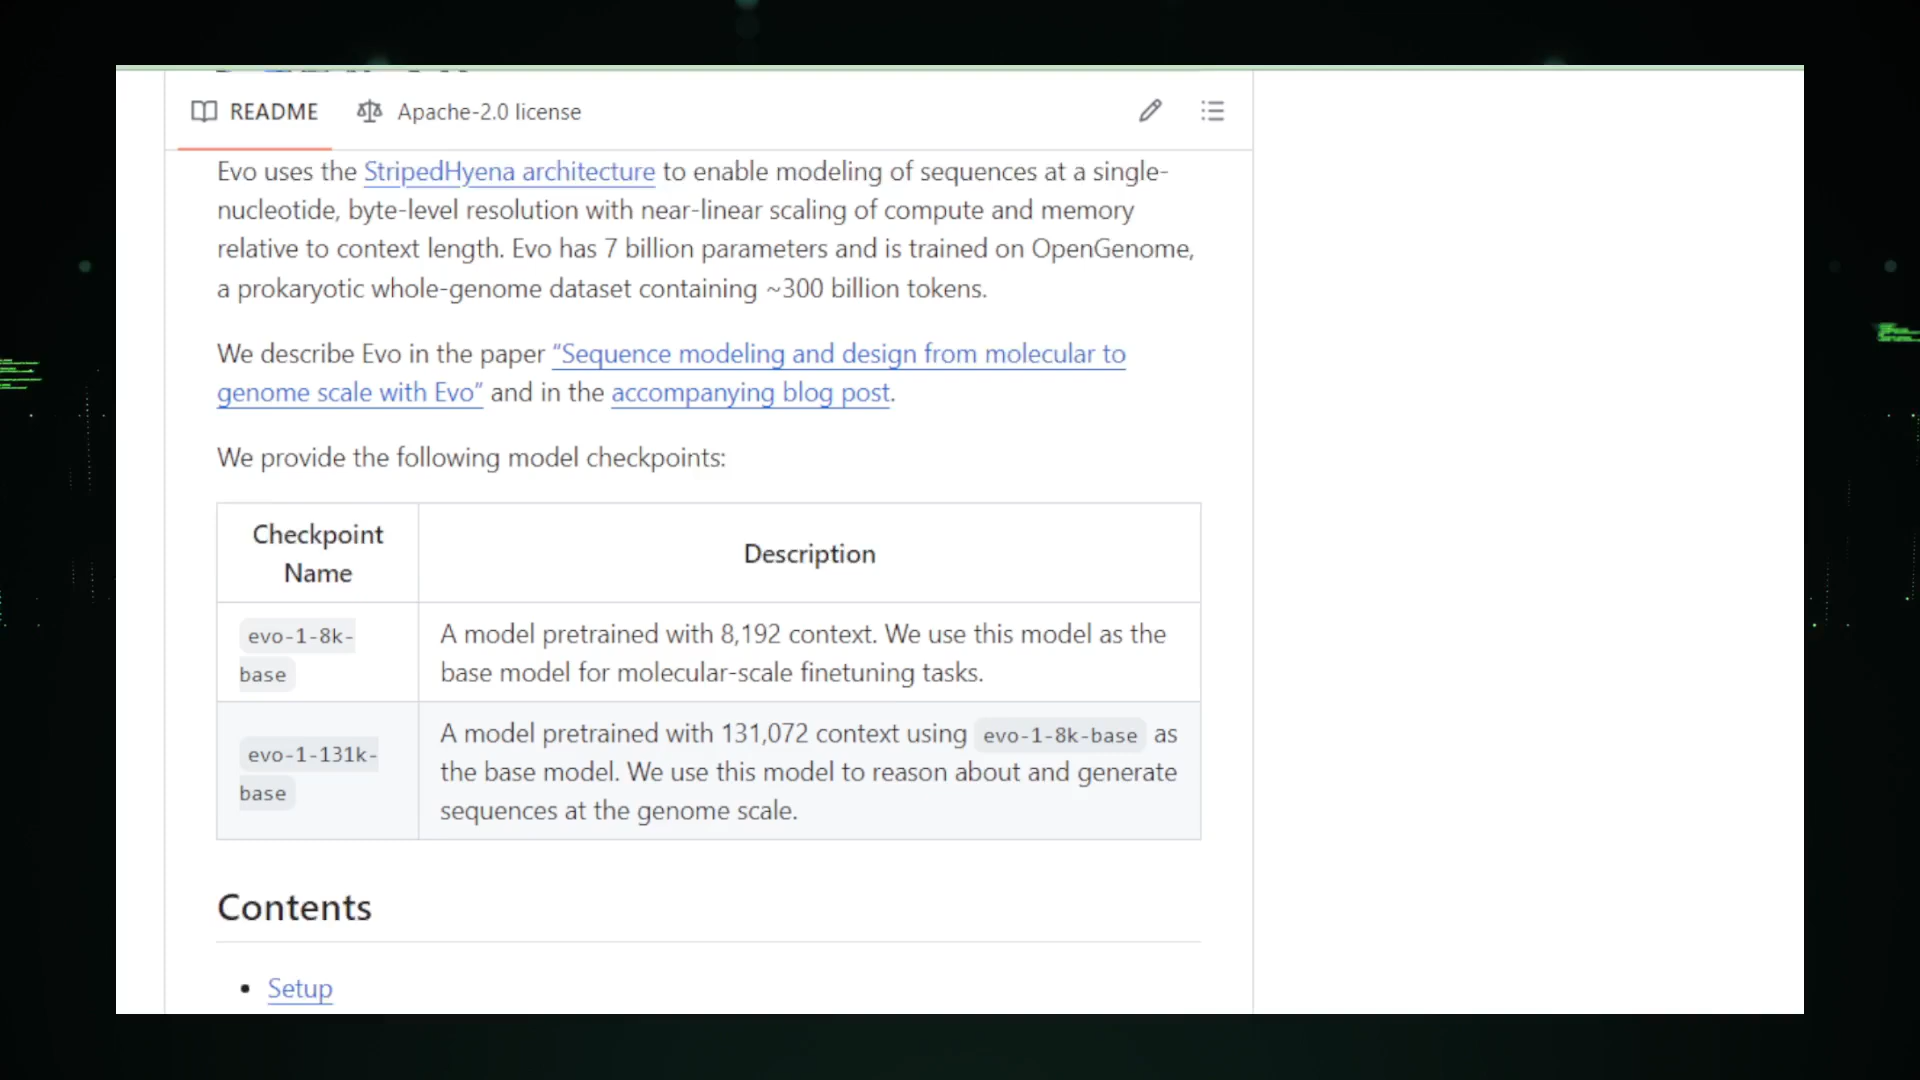 README
Apache-2.0 license
Evo uses the StripedHyena architecture to enable modeling of sequences at a single-
nucleotide, byte-level resolution with near-linear scaling of compute and memory
relative to context length. Evo has 7 billion parameters and is trained on OpenGenome,
a prokaryotic whole-genome dataset containing ~300 billion tokens.
We describe Evo in the paper “Sequence modeling and design from molecular to
genome scale with Evo” and in the accompanying blog post.
We provide the following model checkpoints:
Checkpoint
Name
Description
evo-1-8k-
base
A model pretrained with 8,192 context. We use this model as the
base model for molecular-scale finetuning tasks.
evo-1-131k-
base
A model pretrained with 131,072 context using evo-1-8k-base as
the base model. We use this model to reason about and generate
sequences at the genome scale.
Contents
• Setup